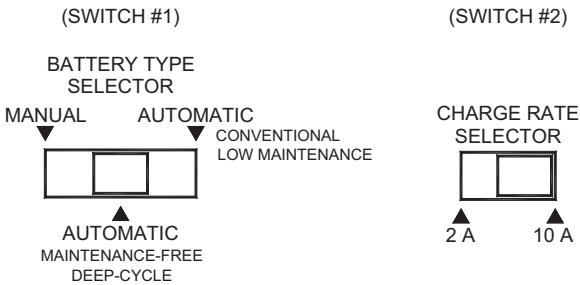 (SWITCH #1)
(SWITCH #2)
BATTERY TYPE
SELECTOR
MANUAL
AUTOMATIC
CONVENTIONAL
LOW MAINTENANCE
AUTOMATIC
MAINTENANCE-FREE
DEEP-CYCLE
CHARGE RATE
SELECTOR
2 A
10 A